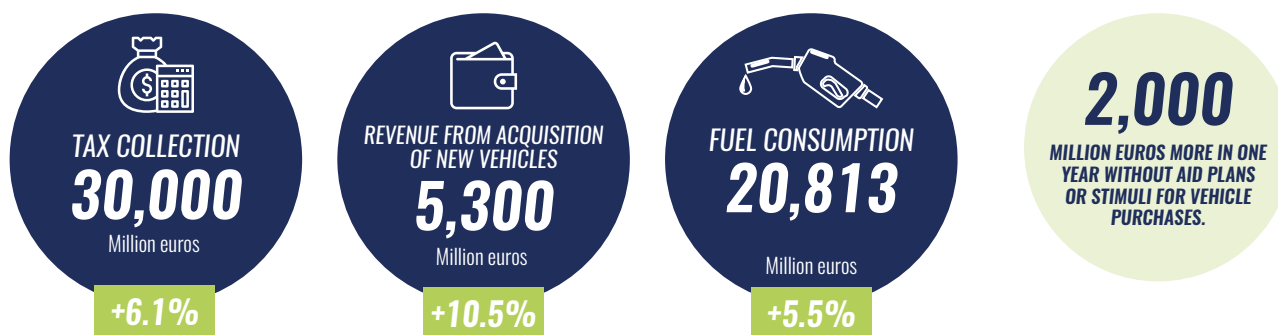 TAX COLLECTION
30,000
Million euros
+6.1%
REVENUE FROM ACQUISITION
OF NEW VEHICLES
5,300
Million euros
+10.5%
FUEL CONSUMPTION
20,813
Million euros
+5.5%
2,000
MILLION EUROS MORE IN ONE
YEAR WITHOUT AID PLANS
OR STIMULI FOR VEHICLE
PURCHASES.